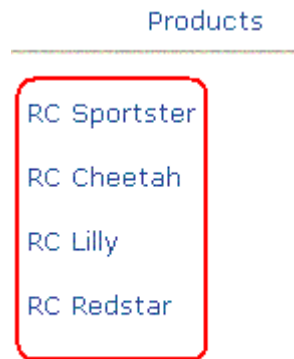 Products
RC Sportster
RC Cheetah
RC Lilly
RC Redstar